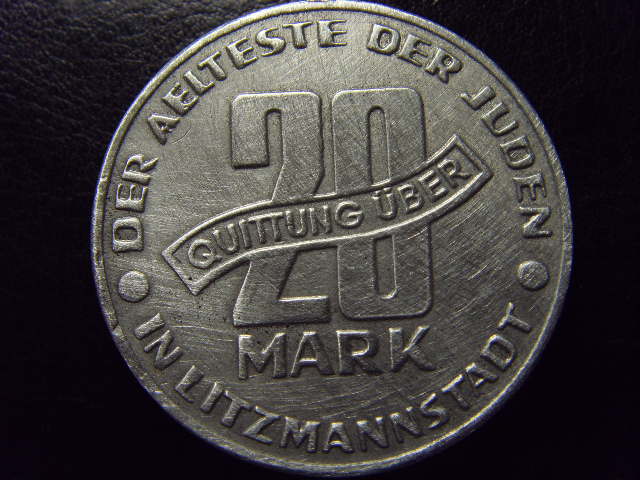 DER AELTESTE DER JUDEN
20
QUITTUNG ÜBER
MARK
IN LITZMANNSTADT